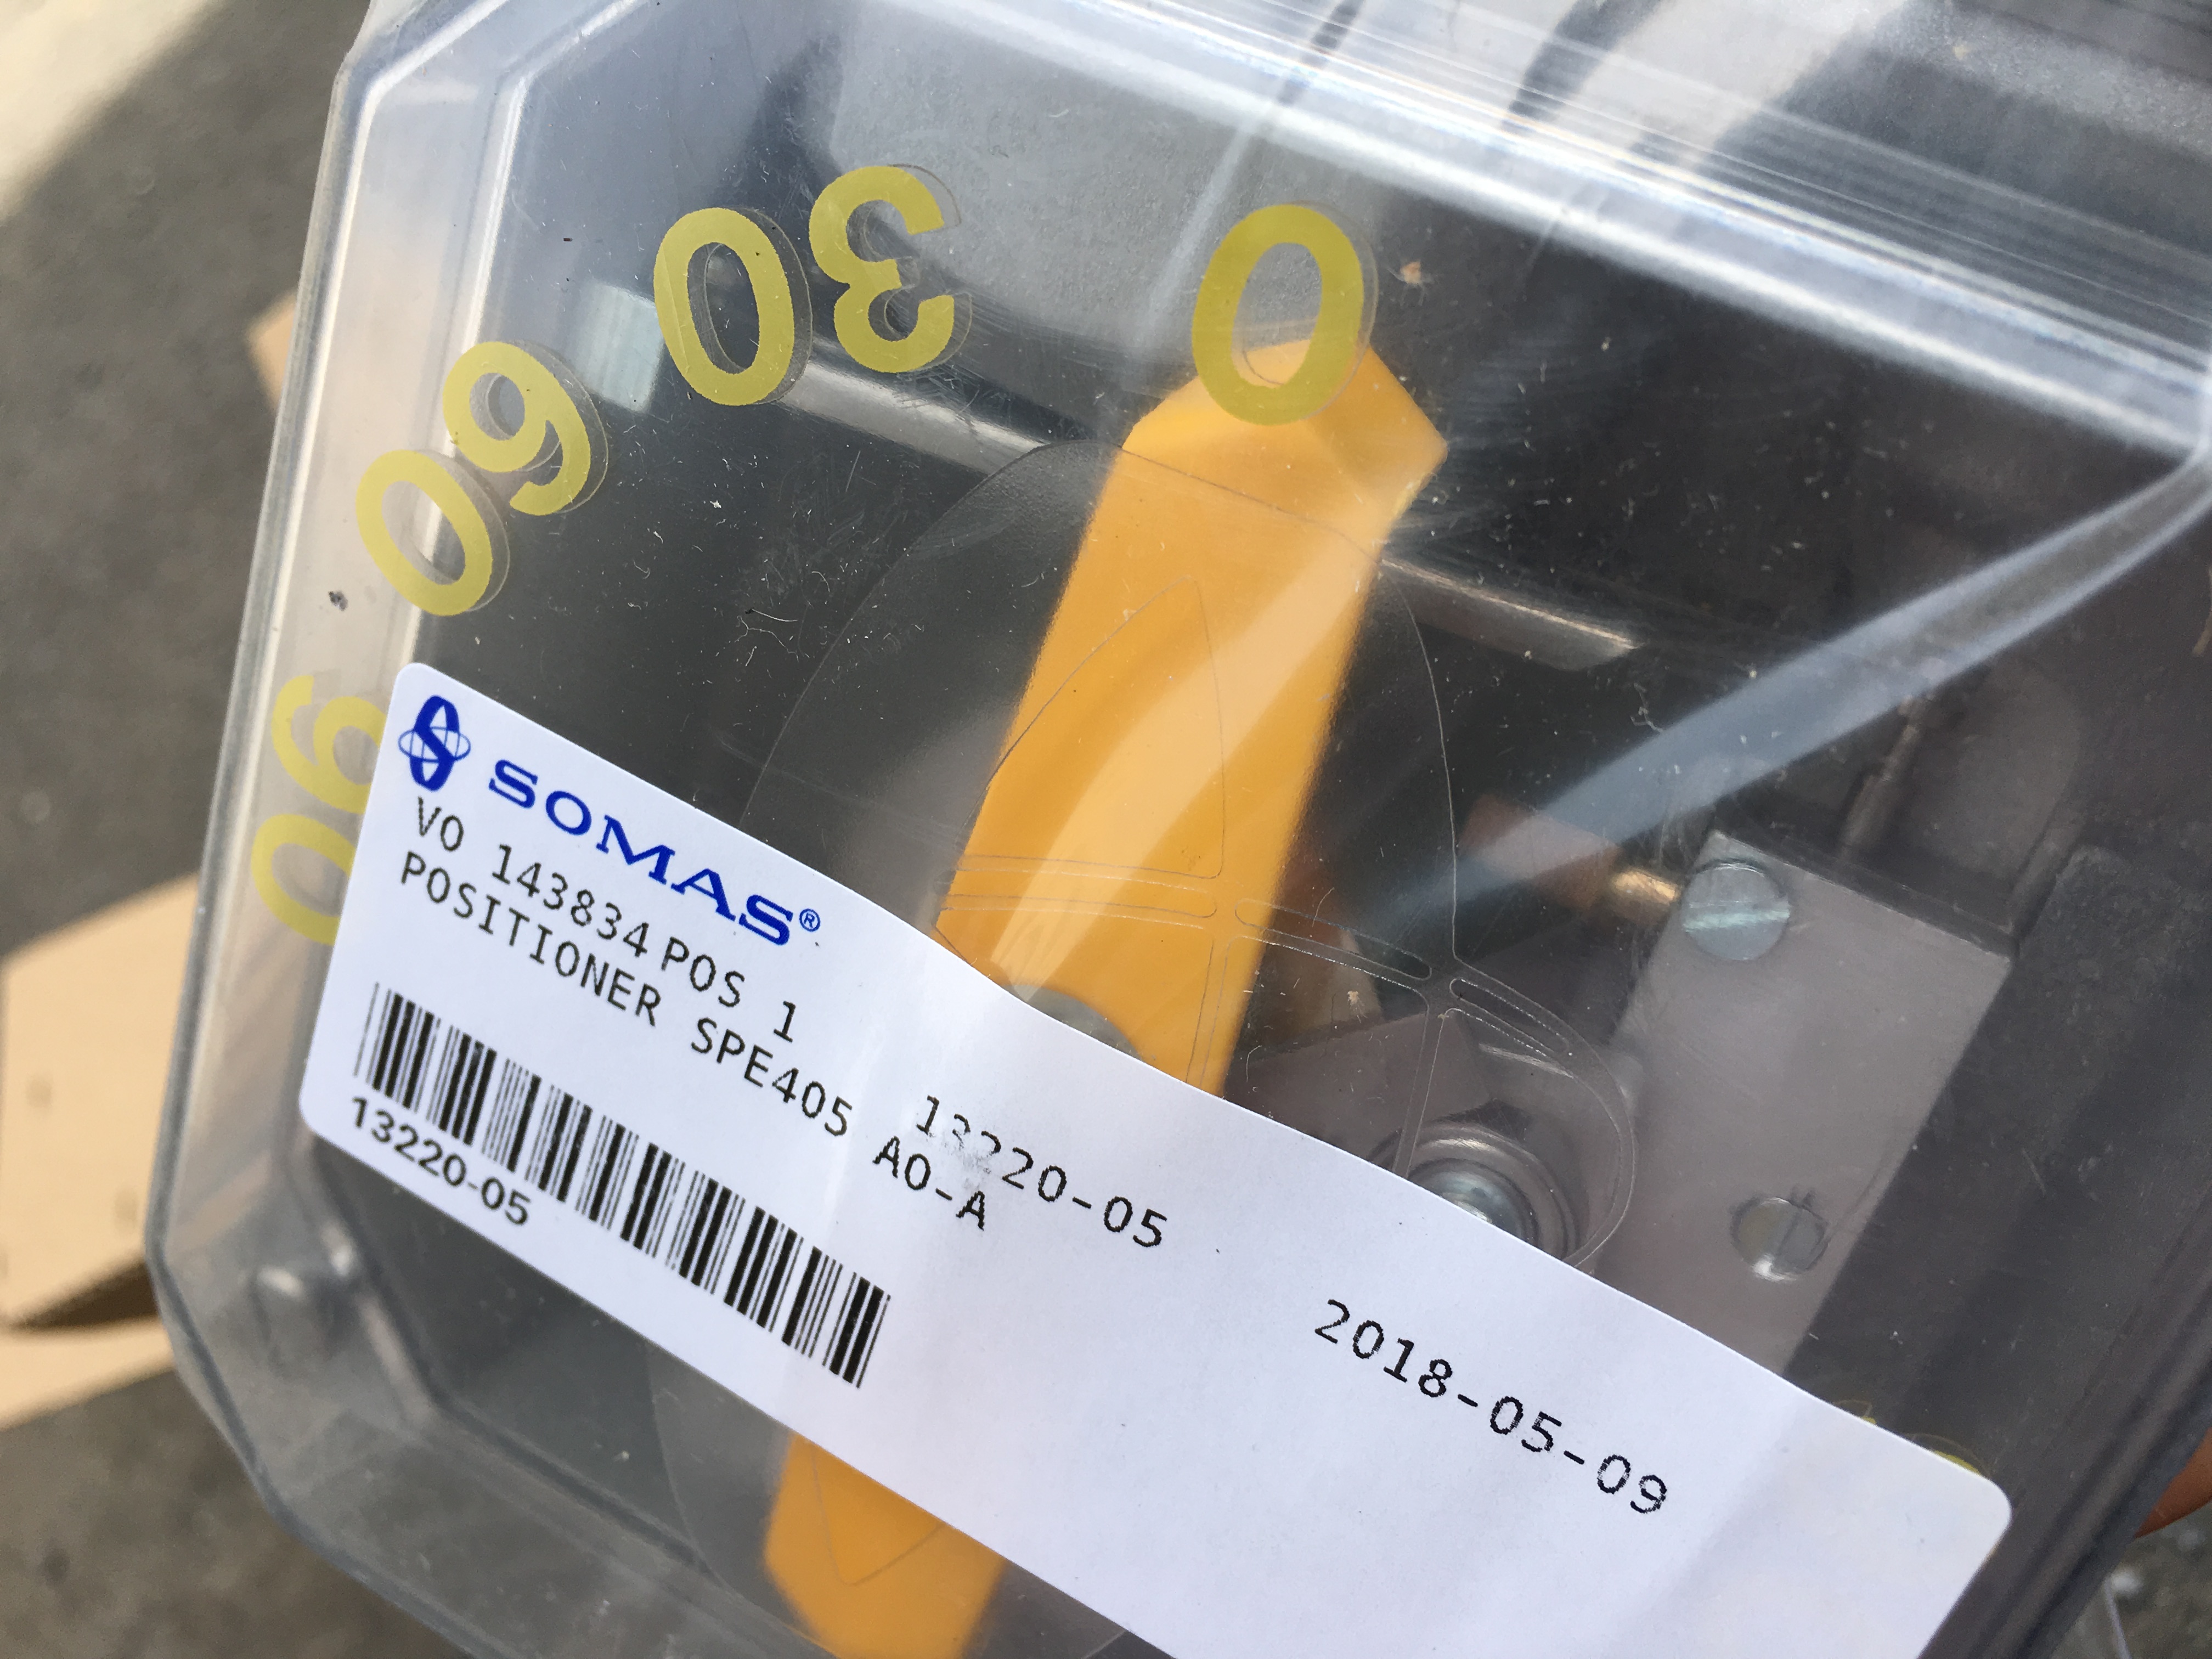 0
30
60
90
SOMAS®
VO 143834 POS 1 13220-05
POSITIONER SPE405 AO-A
13220-05
2018-05-09